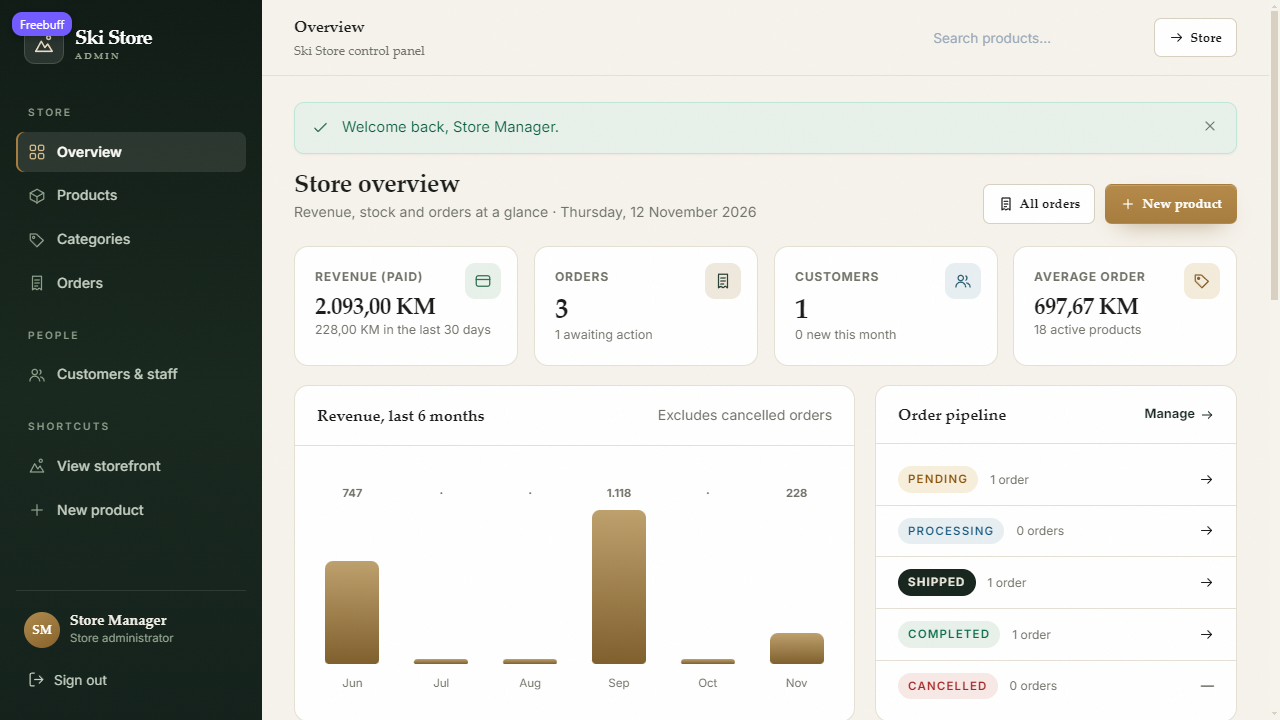 Freebuff
Ski Store
ADMIN
STORE
Overview
Products
Categories
Orders
PEOPLE
Customers & staff
SHORTCUTS
View storefront
New product
SM
Store Manager
Store administrator
Sign out
Overview
Ski Store control panel
Search products...
Store
Welcome back, Store Manager.
Store overview
Revenue, stock and orders at a glance · Thursday, 12 November 2026
All orders
New product
REVENUE (PAID)
2.093,00 KM
228,00 KM in the last 30 days
ORDERS
3
1 awaiting action
CUSTOMERS
1
0 new this month
AVERAGE ORDER
697,67 KM
18 active products
Revenue, last 6 months
Excludes cancelled orders
747 · · 1.118 · 228
Jun Jul Aug Sep Oct Nov
Order pipeline
Manage
PENDING 1 order
PROCESSING 0 orders
SHIPPED 1 order
COMPLETED 1 order
CANCELLED 0 orders —